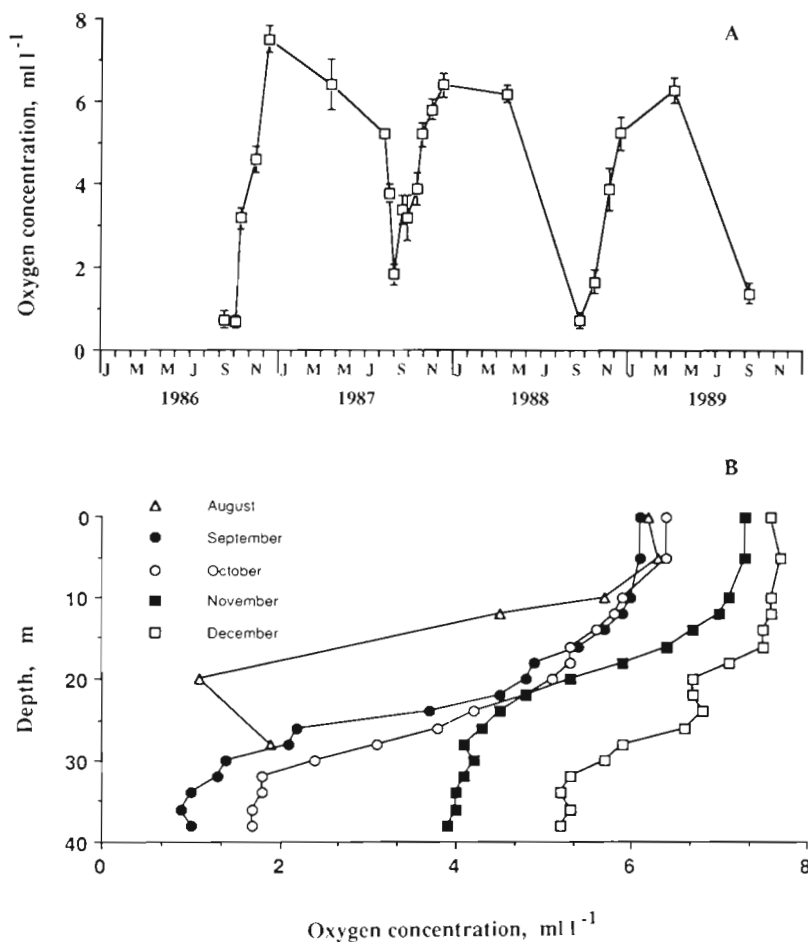 A
8
6
4
2
0
Oxygen concentration, ml l⁻¹
J M M J S N J M M J S N J M M J S N J M M J S N
1986 1987 1988 1989
B
August
September
October
November
December
0
10
20
30
40
Depth, m
0 2 4 6 8
Oxygen concentration, ml l⁻¹